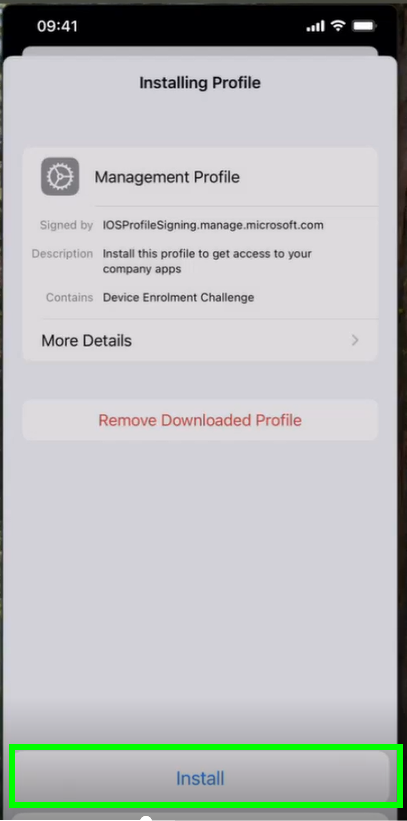 09:41
Installing Profile
Management Profile
Signed by IOSProfileSigning.manage.microsoft.com
Description Install this profile to get access to your
company apps
Contains Device Enrolment Challenge
More Details
Remove Downloaded Profile
Install